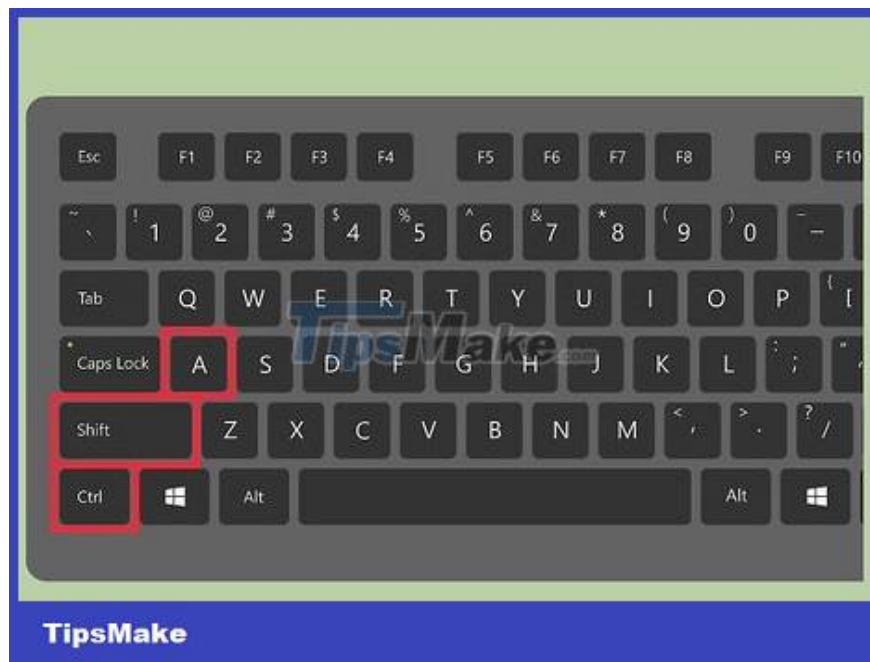 Esc F1 F2 F3 F4 F5 F6 F7 F8 F9 F10
~ ` ! 1 @ 2 # 3 $ 4 % 5 ^ 6 & 7 * 8 ( 9 ) 0 _ —
Tab Q W E R T Y U I O P { [
TipsMake.com
Caps Lock A S D F G H J K L : ; "
Shift Z X C V B N M < , > . ? /
Ctrl Alt Alt
TipsMake